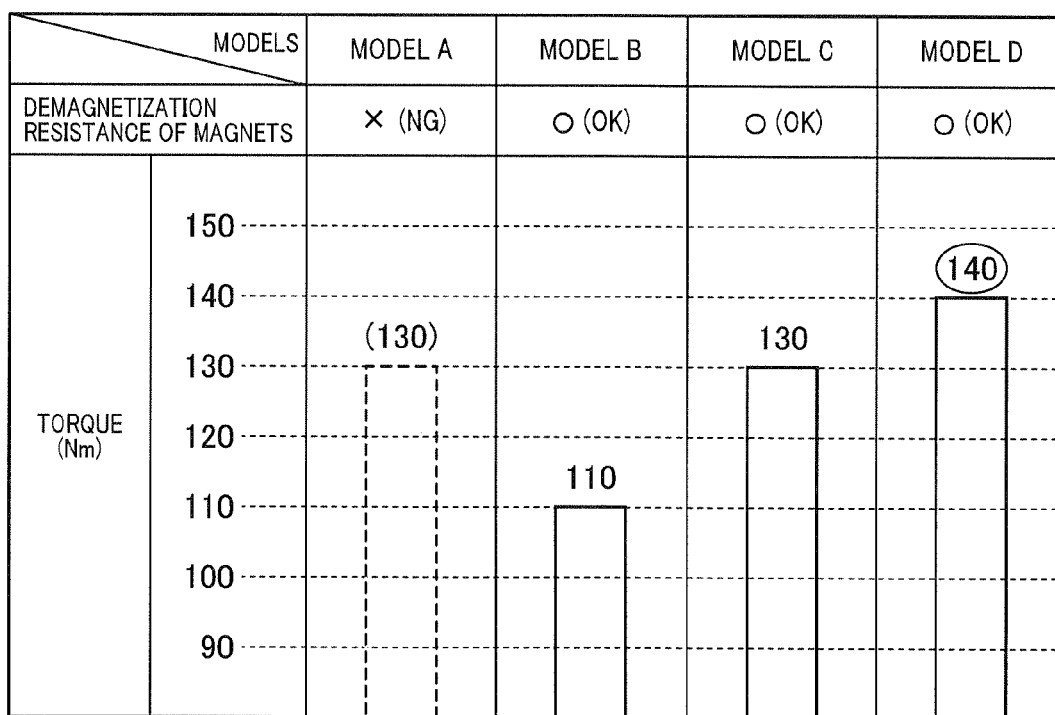 MODELS MODEL A MODEL B MODEL C MODEL D
DEMAGNETIZATION
RESISTANCE OF MAGNETS × (NG) ○ (OK) ○ (OK) ○ (OK)
150
140
140
(130)
130
130
TORQUE
(Nm)
120
110
110
100
90